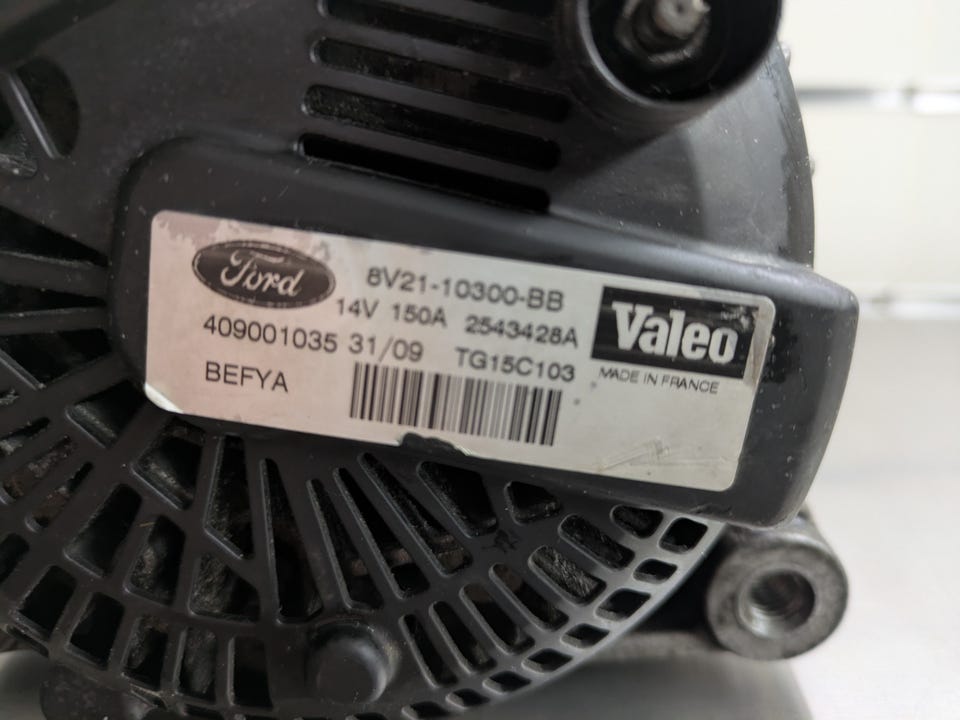 Ford
8V21-10300-BB
14V 150A 2543428A
409001035 31/09 TG15C103
BEFYA
Valeo
MADE IN FRANCE